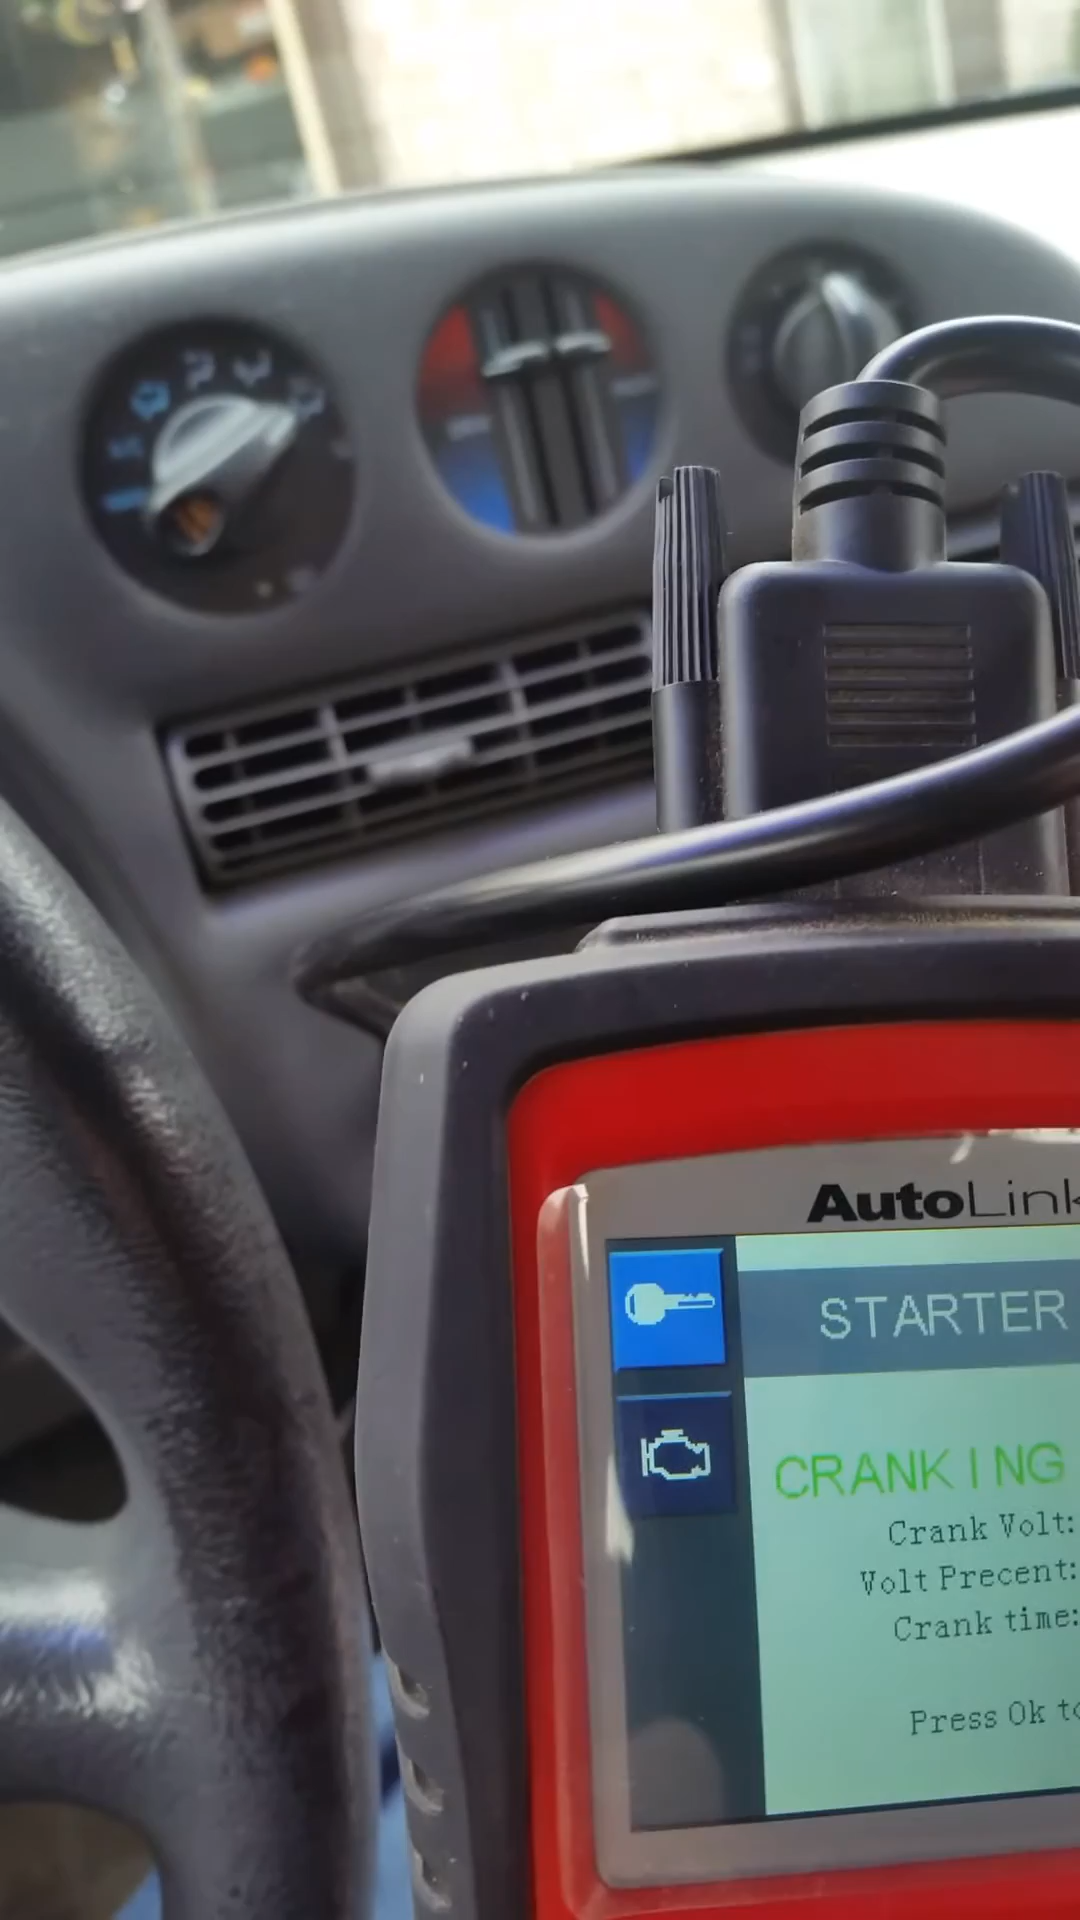 AutoLink
STARTER
CRANKING
Crank Volt:
Volt Precent:
Crank time:
Press Ok to